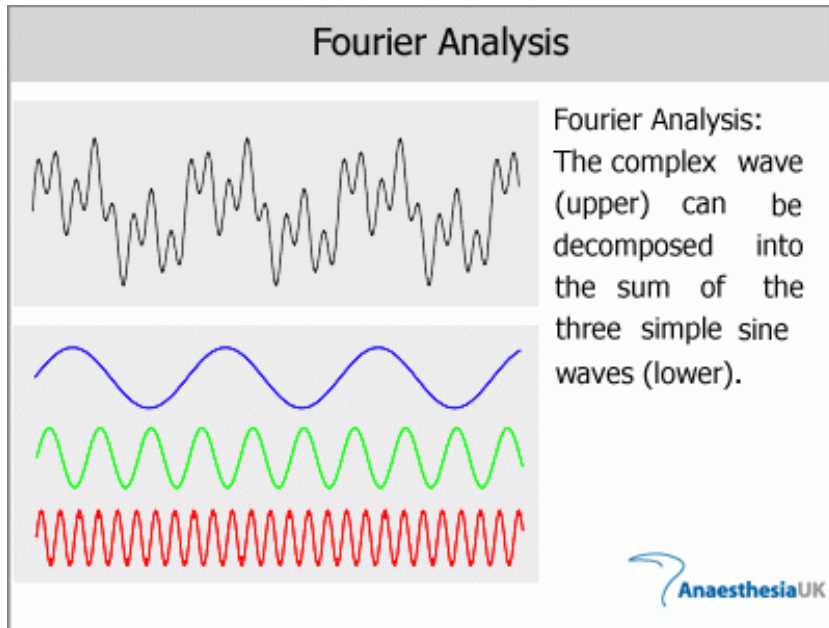 Fourier Analysis
Fourier Analysis:
The complex wave
(upper) can be
decomposed into
the sum of the
three simple sine
waves (lower).
AnaesthesiaUK